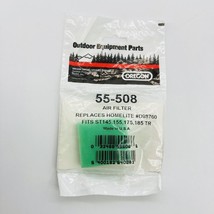 Outdoor Equipment Parts
OREGON
55-508
AIR FILTER
REPLACES HOMELITE
FITS ST145,155,175,185 TR
Made in U.S.A.